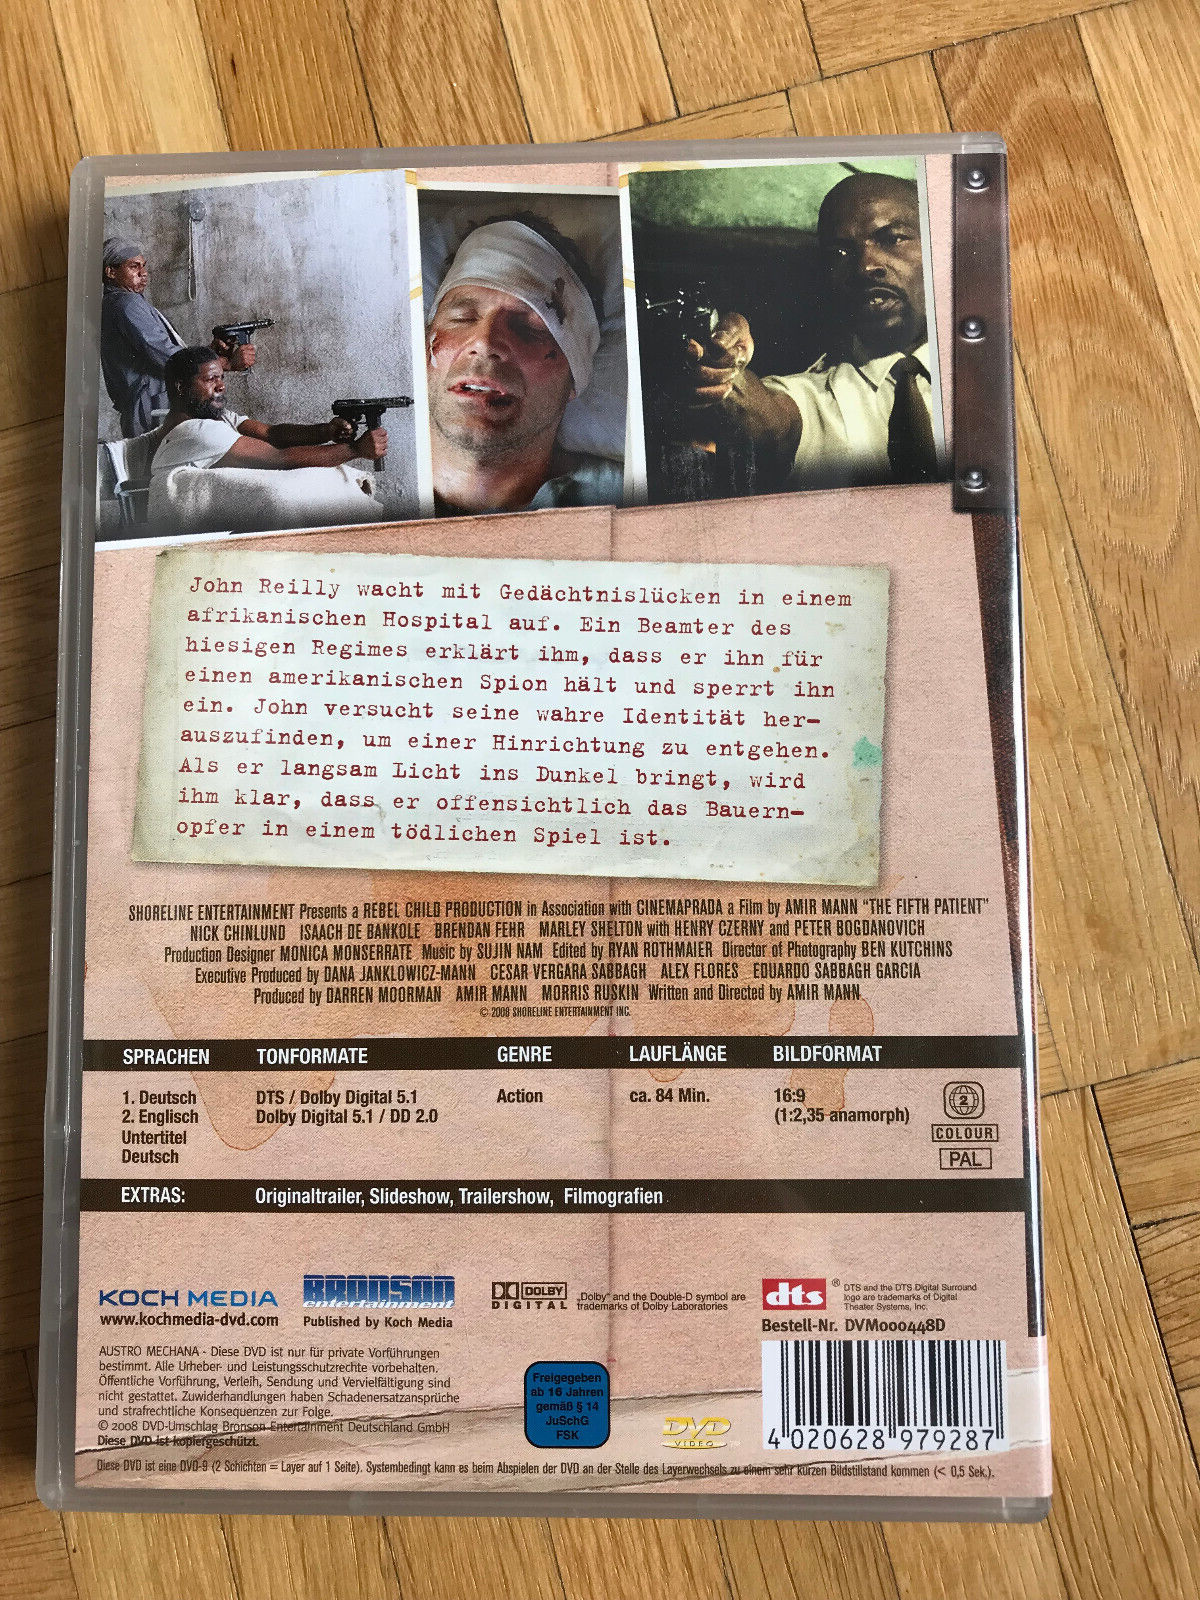 John Reilly wacht mit Gedächtnislücken in einem
afrikanischen Hospital auf. Ein Beamter des
hiesigen Regimes erklärt ihm, dass er ihn für
einen amerikanischen Spion hält und sperrt ihn
ein. John versucht seine wahre Identität her-
auszufinden, um einer Hinrichtung zu entgehen.
Als er langsam Licht ins Dunkel bringt, wird
ihm klar, dass er offensichtlich das Bauern-
opfer in einem tödlichen Spiel ist.
SHORELINE ENTERTAINMENT Presents a REBEL CHILD PRODUCTION in Association with CINEMAPRADA a Film by AMIR MANN "THE FIFTH PATIENT"
NICK CHINLUND ISAACH DE BANKOLE BRENDAN FEHR MARLEY SHELTON with HENRY CZERNY and PETER BOGDANOVICH
Production Designer MONICA MONSERRATE Music by SUJIN NAM Edited by RYAN ROTHMAIER Director of Photography BEN KUTCHINS
Executive Produced by DANA JANKLOWICZ-MANN CESAR VERGARA SABBAGH ALEX FLORES EDUARDO SABBAGH GARCIA
Produced by DARREN MOORMAN AMIR MANN MORRIS RUSKIN Written and Directed by AMIR MANN
© 2008 SHORELINE ENTERTAINMENT INC.
SPRACHEN TONFORMATE GENRE LAUFLÄNGE BILDFORMAT
1. Deutsch DTS / Dolby Digital 5.1 Action ca. 84 Min. 16:9
2. Englisch Dolby Digital 5.1 / DD 2.0 (1:2,35 anamorph)
Untertitel
Deutsch
2
COLOUR
PAL
EXTRAS: Originaltrailer, Slideshow, Trailershow, Filmografien
KOCH MEDIA
www.kochmedia-dvd.com
BRONSON
entertainment
Published by Koch Media
DOLBY
DIGITAL
„Dolby" and the Double-D symbol are
trademarks of Dolby Laboratories
dts ®
DTS and the DTS Digital Surround
logo are trademarks of Digital
Theater Systems, Inc.
Bestell-Nr. DVM000448D
AUSTRO MECHANA - Diese DVD ist nur für private Vorführungen
bestimmt. Alle Urheber- und Leistungsschutzrechte vorbehalten.
Öffentliche Vorführung, Verleih, Sendung und Vervielfältigung sind
nicht gestattet. Zuwiderhandlungen haben Schadenersatzansprüche
und strafrechtliche Konsequenzen zur Folge.
© 2008 DVD-Umschlag Bronson Entertainment Deutschland GmbH
Diese DVD ist kopiergeschützt.
Freigegeben
ab 16 Jahren
gemäß § 14
JuSchG
FSK
DVD
VIDEO
4 020628 979287
Diese DVD ist eine DVD-9 (2 Schichten = Layer auf 1 Seite). Systembedingt kann es beim Abspielen der DVD an der Stelle des Layerwechsels zu einem sehr kurzen Bildstillstand kommen (< 0,5 Sek.).